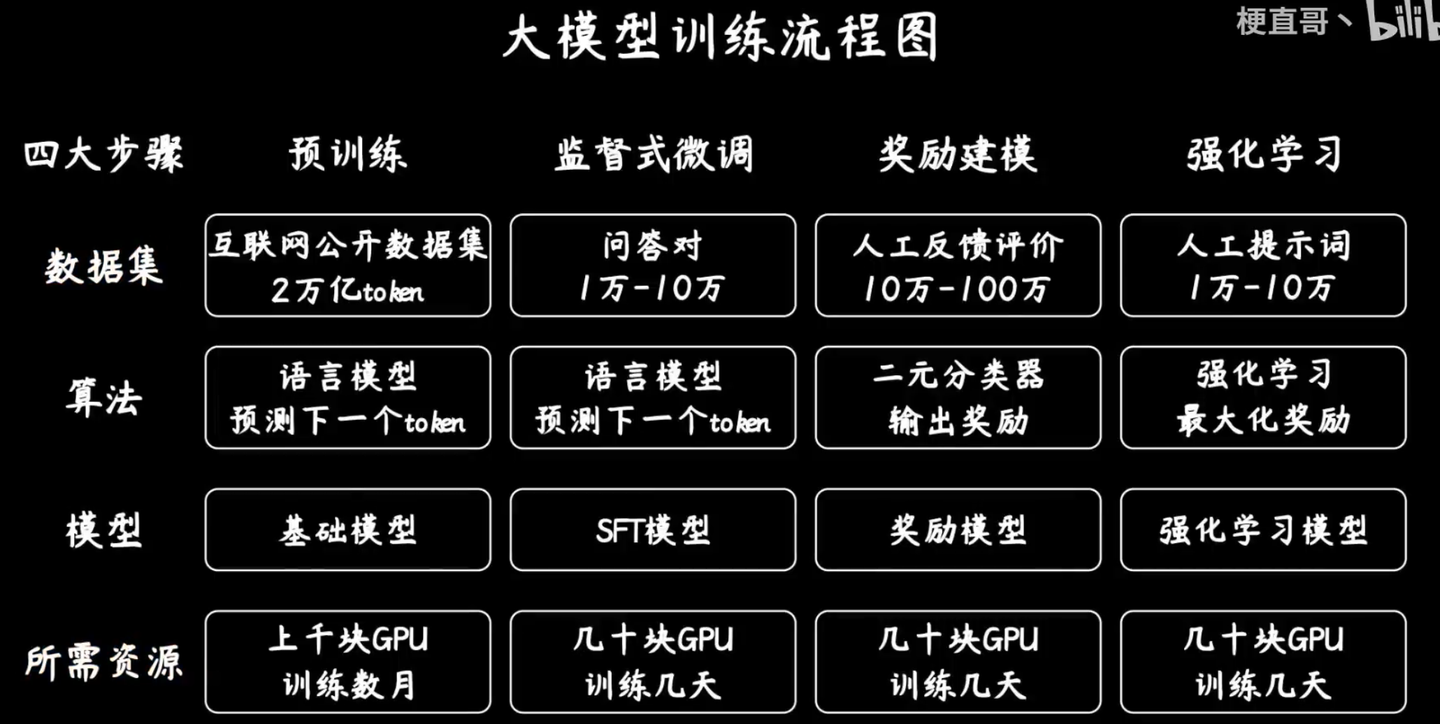 梗直哥丶
大模型训练流程图
四大步骤 预训练 监督式微调 奖励建模 强化学习
数据集
互联网公开数据集
2万亿token
问答对
1万-10万
人工反馈评价
10万-100万
人工提示词
1万-10万
算法
语言模型
预测下一个token
语言模型
预测下一个token
二元分类器
输出奖励
强化学习
最大化奖励
模型 基础模型 SFT模型 奖励模型 强化学习模型
所需资源
上千块GPU
训练数月
几十块GPU
训练几天
几十块GPU
训练几天
几十块GPU
训练几天